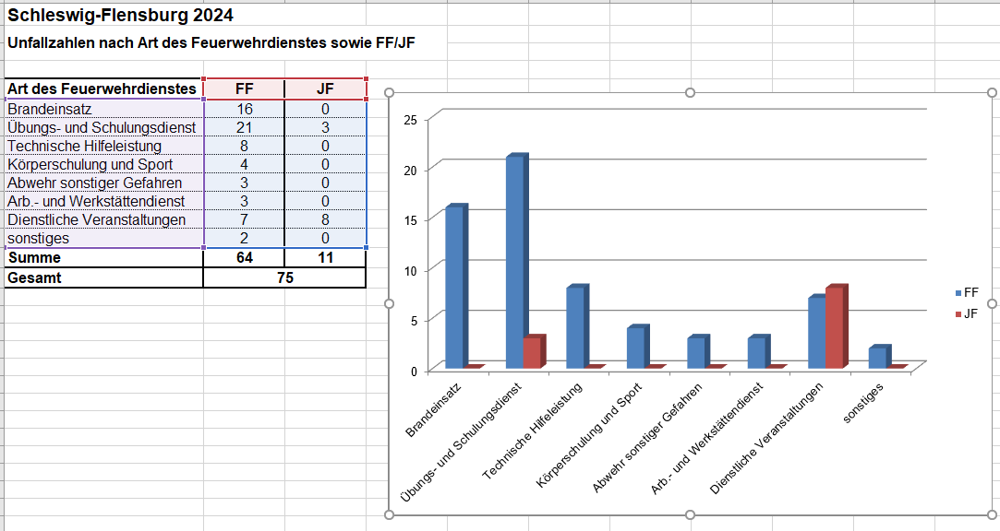 Schleswig-Flensburg 2024
Unfallzahlen nach Art des Feuerwehrdienstes sowie FF/JF
Art des Feuerwehrdienstes FF JF
Brandeinsatz 16 0
Übungs- und Schulungsdienst 21 3
Technische Hilfeleistung 8 0
Körperschulung und Sport 4 0
Abwehr sonstiger Gefahren 3 0
Arb.- und Werkstättendienst 3 0
Dienstliche Veranstaltungen 7 8
sonstiges 2 0
Summe 64 11
Gesamt 75
25
20
15
10
5
0
Brandeinsatz
Übungs- und Schulungsdienst
Technische Hilfeleistung
Körperschulung und Sport
Abwehr sonstiger Gefahren
Arb.- und Werkstättendienst
Dienstliche Veranstaltungen
sonstiges
FF
JF